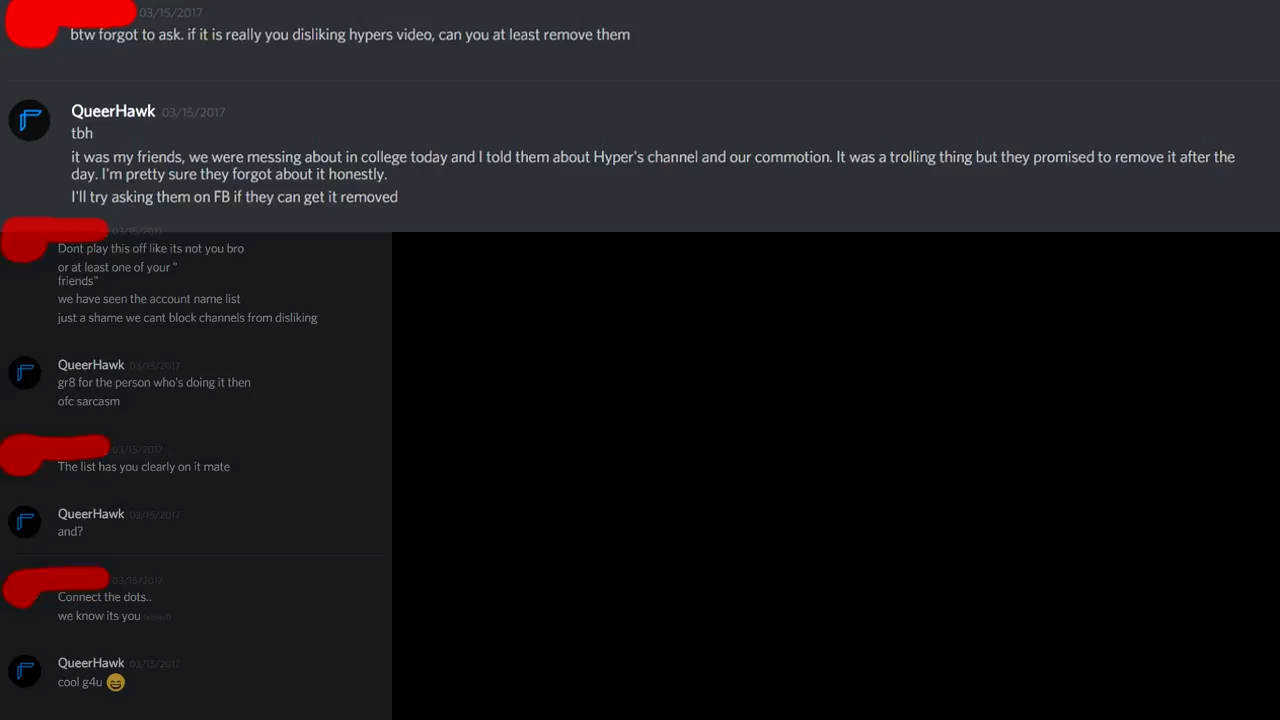 03/15/2017
btw forgot to ask. if it is really you disliking hypers video, can you at least remove them
QueerHawk 03/15/2017
tbh
it was my friends, we were messing about in college today and I told them about Hyper's channel and our commotion. It was a trolling thing but they promised to remove it after the
day. I'm pretty sure they forgot about it honestly.
I'll try asking them on FB if they can get it removed
03/15/2017
Dont play this off like its not you bro
or at least one of your "
friends"
we have seen the account name list
just a shame we cant block channels from disliking
QueerHawk 03/15/2017
gr8 for the person who's doing it then
ofc sarcasm
03/15/2017
The list has you clearly on it mate
QueerHawk 03/15/2017
and?
03/15/2017
Connect the dots..
we know its you (edited)
QueerHawk 03/15/2017
cool g4u 😄